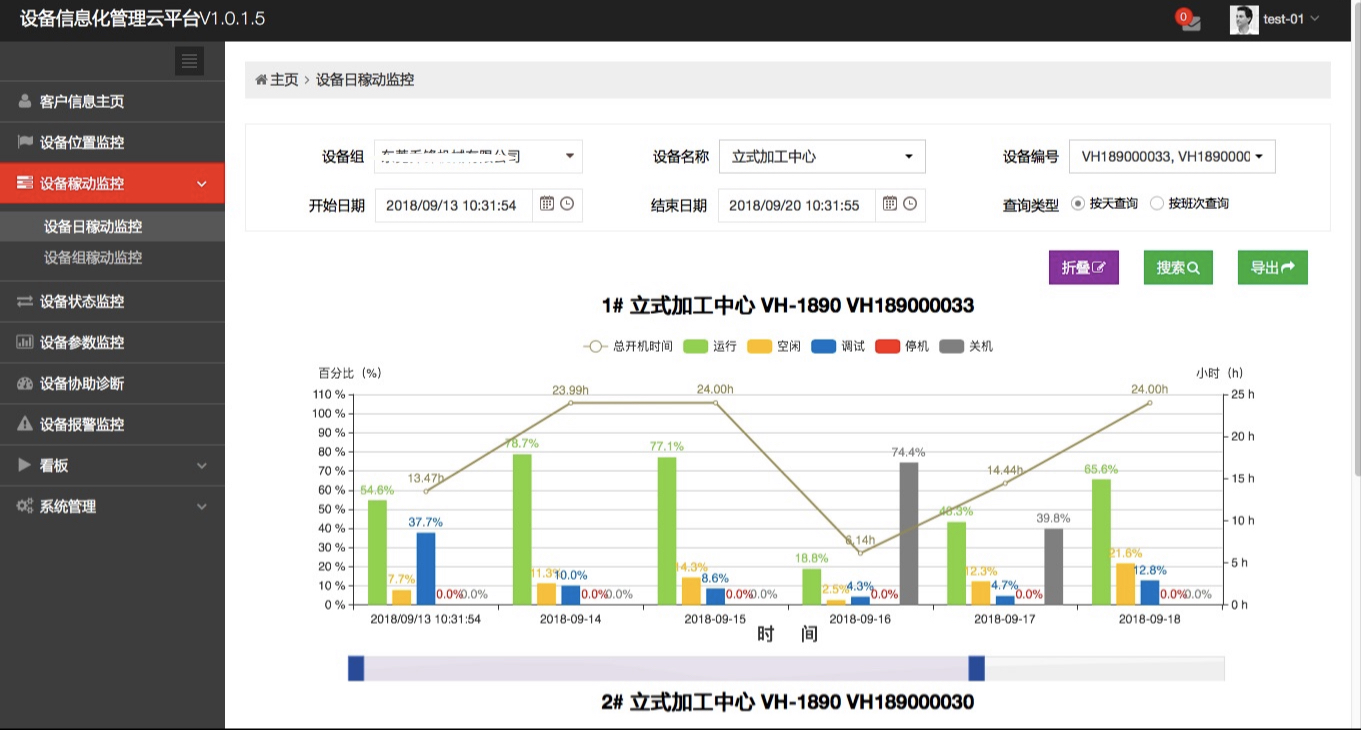 设备信息化管理云平台V1.0.1.5
0
test-01
主页 > 设备日稼动监控
客户信息主页
设备位置监控
设备稼动监控
设备日稼动监控
设备组稼动监控
设备状态监控
设备参数监控
设备协助诊断
设备报警监控
看板
系统管理
设备组
设备名称 立式加工中心
设备编号 VH189000033, VH1890000
开始日期 2018/09/13 10:31:54
结束日期 2018/09/20 10:31:55
查询类型 按天查询 按班次查询
折叠 搜索 导出
1# 立式加工中心 VH-1890 VH189000033
总开机时间 运行 空闲 调试 停机 关机
百分比（%） 小时（h）
110 %
100 %
90 %
80 %
70 %
60 %
50 %
40 %
30 %
20 %
10 %
0 %
25 h
20 h
15 h
10 h
5 h
0 h
13.47h 23.99h 24.00h 6.14h 14.44h 24.00h
54.6% 7.7% 37.7% 0.0% 0.0%
78.7% 11.3% 10.0% 0.0% 0.0%
77.1% 14.3% 8.6% 0.0% 0.0%
18.8% 2.5% 4.3% 0.0% 74.4%
43.3% 12.3% 4.7% 0.0% 39.8%
65.6% 21.6% 12.8% 0.0% 0.0%
2018/09/13 10:31:54 2018-09-14 2018-09-15 2018-09-16 2018-09-17 2018-09-18
时 间
2# 立式加工中心 VH-1890 VH189000030